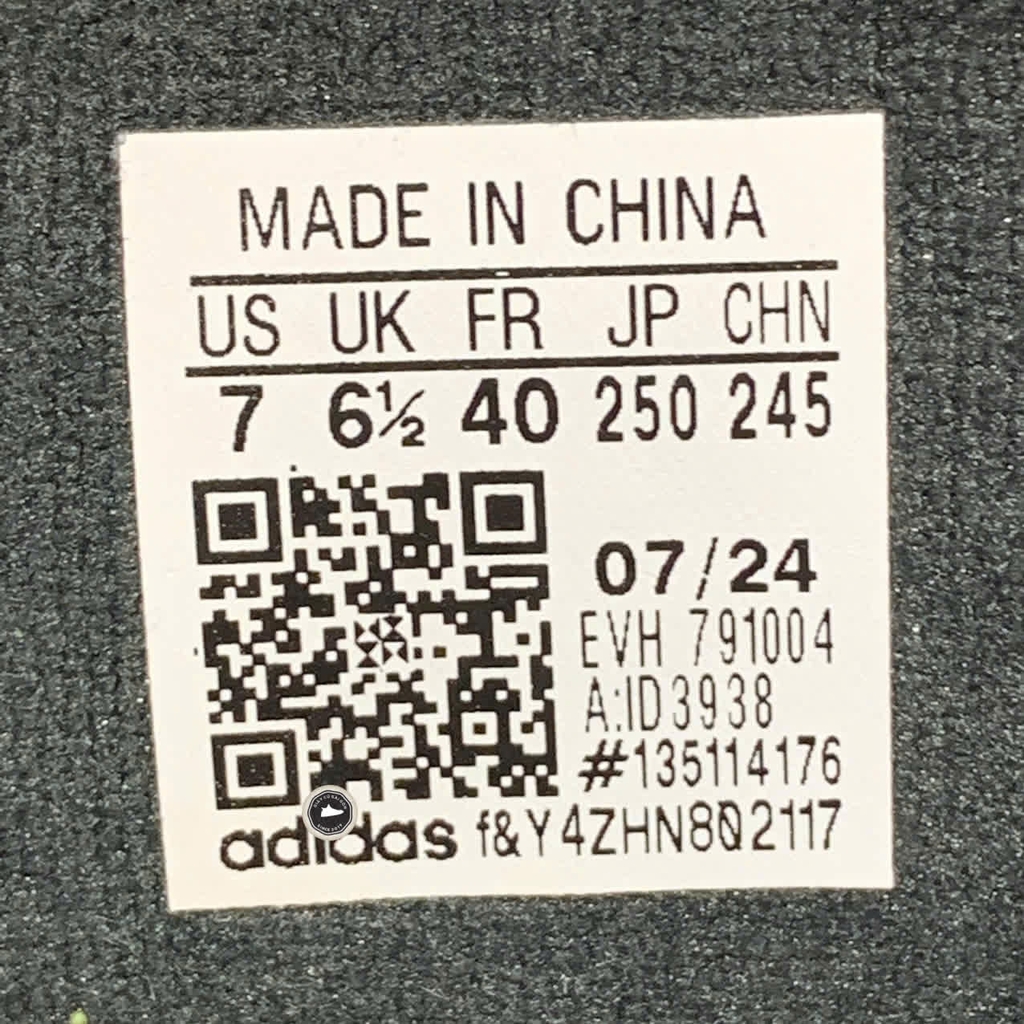 MADE IN CHINA
US UK FR JP CHN
7 6½ 40 250 245
07/24
EVH 791004
A:ID3938
#135114176
adidas f&Y4ZHN802117